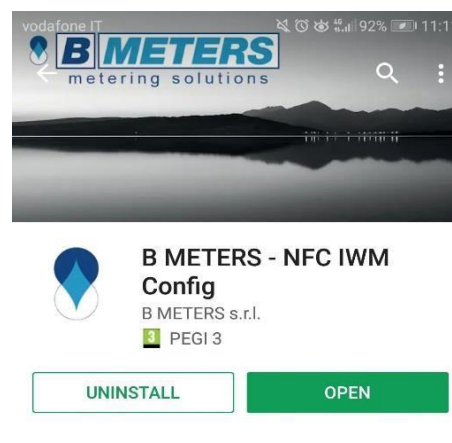 vodafone IT 92% 11:1
B METERS
metering solutions
B METERS - NFC IWM
Config
B METERS s.r.l.
3 PEGI 3
UNINSTALL OPEN